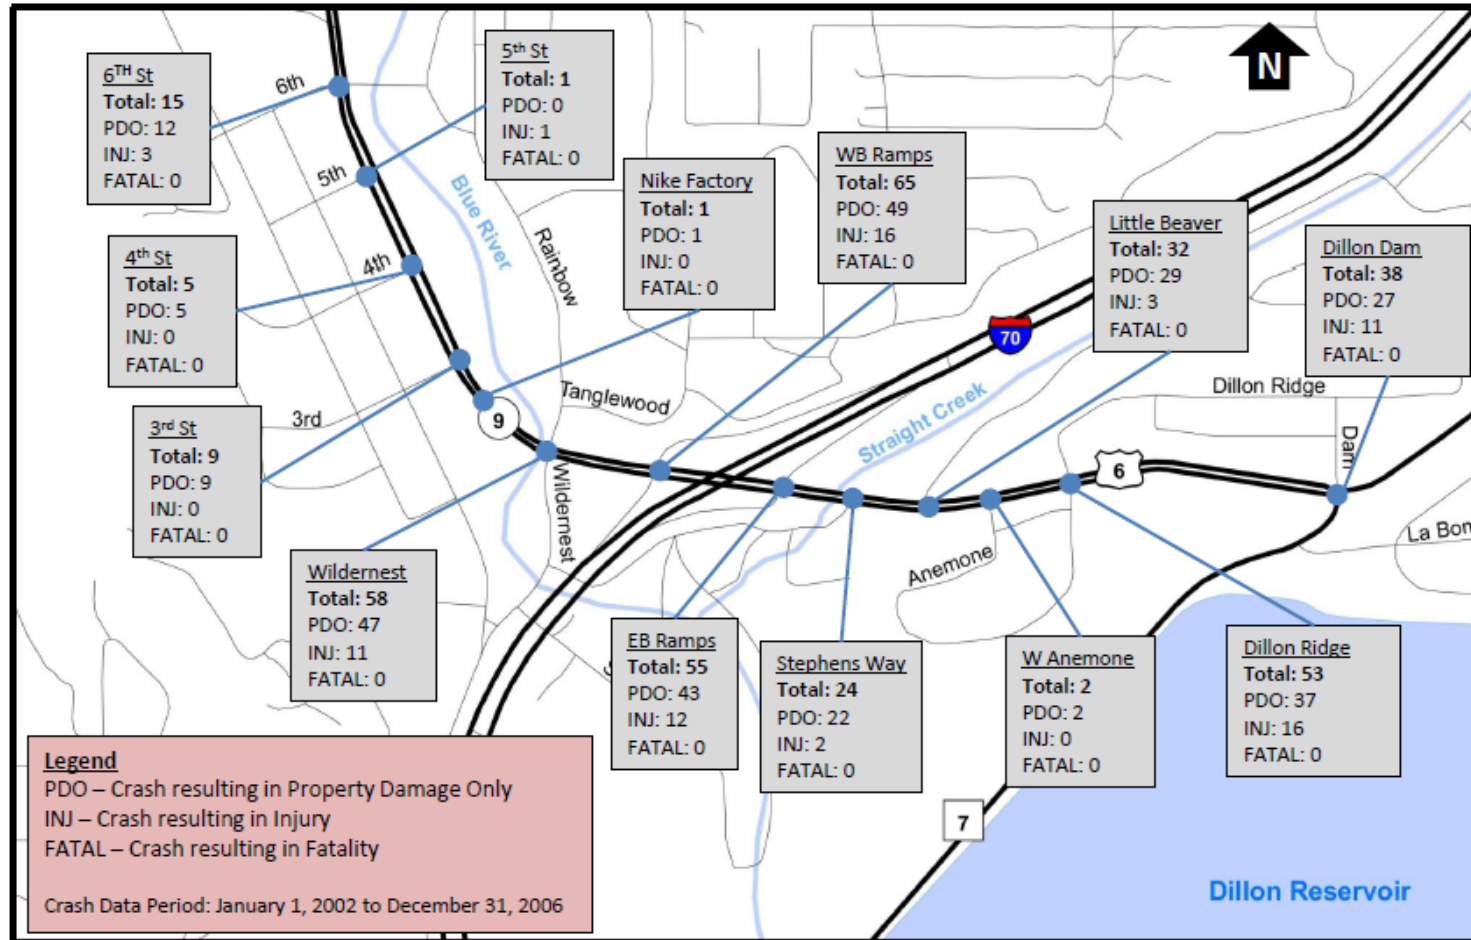 N
6TH St
Total: 15
PDO: 12
INJ: 3
FATAL: 0
5th St
Total: 1
PDO: 0
INJ: 1
FATAL: 0
4th St
Total: 5
PDO: 5
INJ: 0
FATAL: 0
3rd St
Total: 9
PDO: 9
INJ: 0
FATAL: 0
Nike Factory
Total: 1
PDO: 1
INJ: 0
FATAL: 0
Wildernest
Total: 58
PDO: 47
INJ: 11
FATAL: 0
WB Ramps
Total: 65
PDO: 49
INJ: 16
FATAL: 0
EB Ramps
Total: 55
PDO: 43
INJ: 12
FATAL: 0
Stephens Way
Total: 24
PDO: 22
INJ: 2
FATAL: 0
Little Beaver
Total: 32
PDO: 29
INJ: 3
FATAL: 0
W Anemone
Total: 2
PDO: 2
INJ: 0
FATAL: 0
Dillon Ridge
Total: 53
PDO: 37
INJ: 16
FATAL: 0
Dillon Dam
Total: 38
PDO: 27
INJ: 11
FATAL: 0
6th
5th
4th
3rd
Blue River
Rainbow
Tanglewood
9
Wildernest
70
Straight Creek
Anemone
6
Dillon Ridge
Dam
La Bon
7
Dillon Reservoir
Legend
PDO – Crash resulting in Property Damage Only
INJ – Crash resulting in Injury
FATAL – Crash resulting in Fatality
Crash Data Period: January 1, 2002 to December 31, 2006